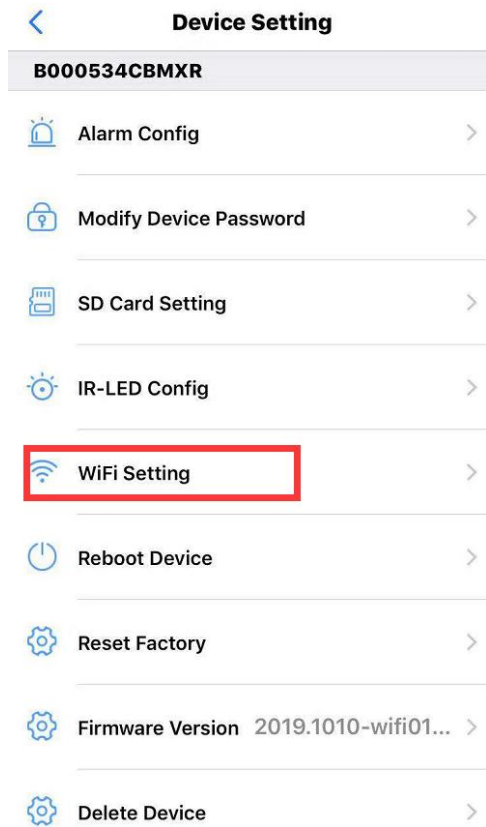 Device Setting
B000534CBMXR
Alarm Config
Modify Device Password
SD Card Setting
IR-LED Config
WiFi Setting
Reboot Device
Reset Factory
Firmware Version 2019.1010-wifi01...
Delete Device